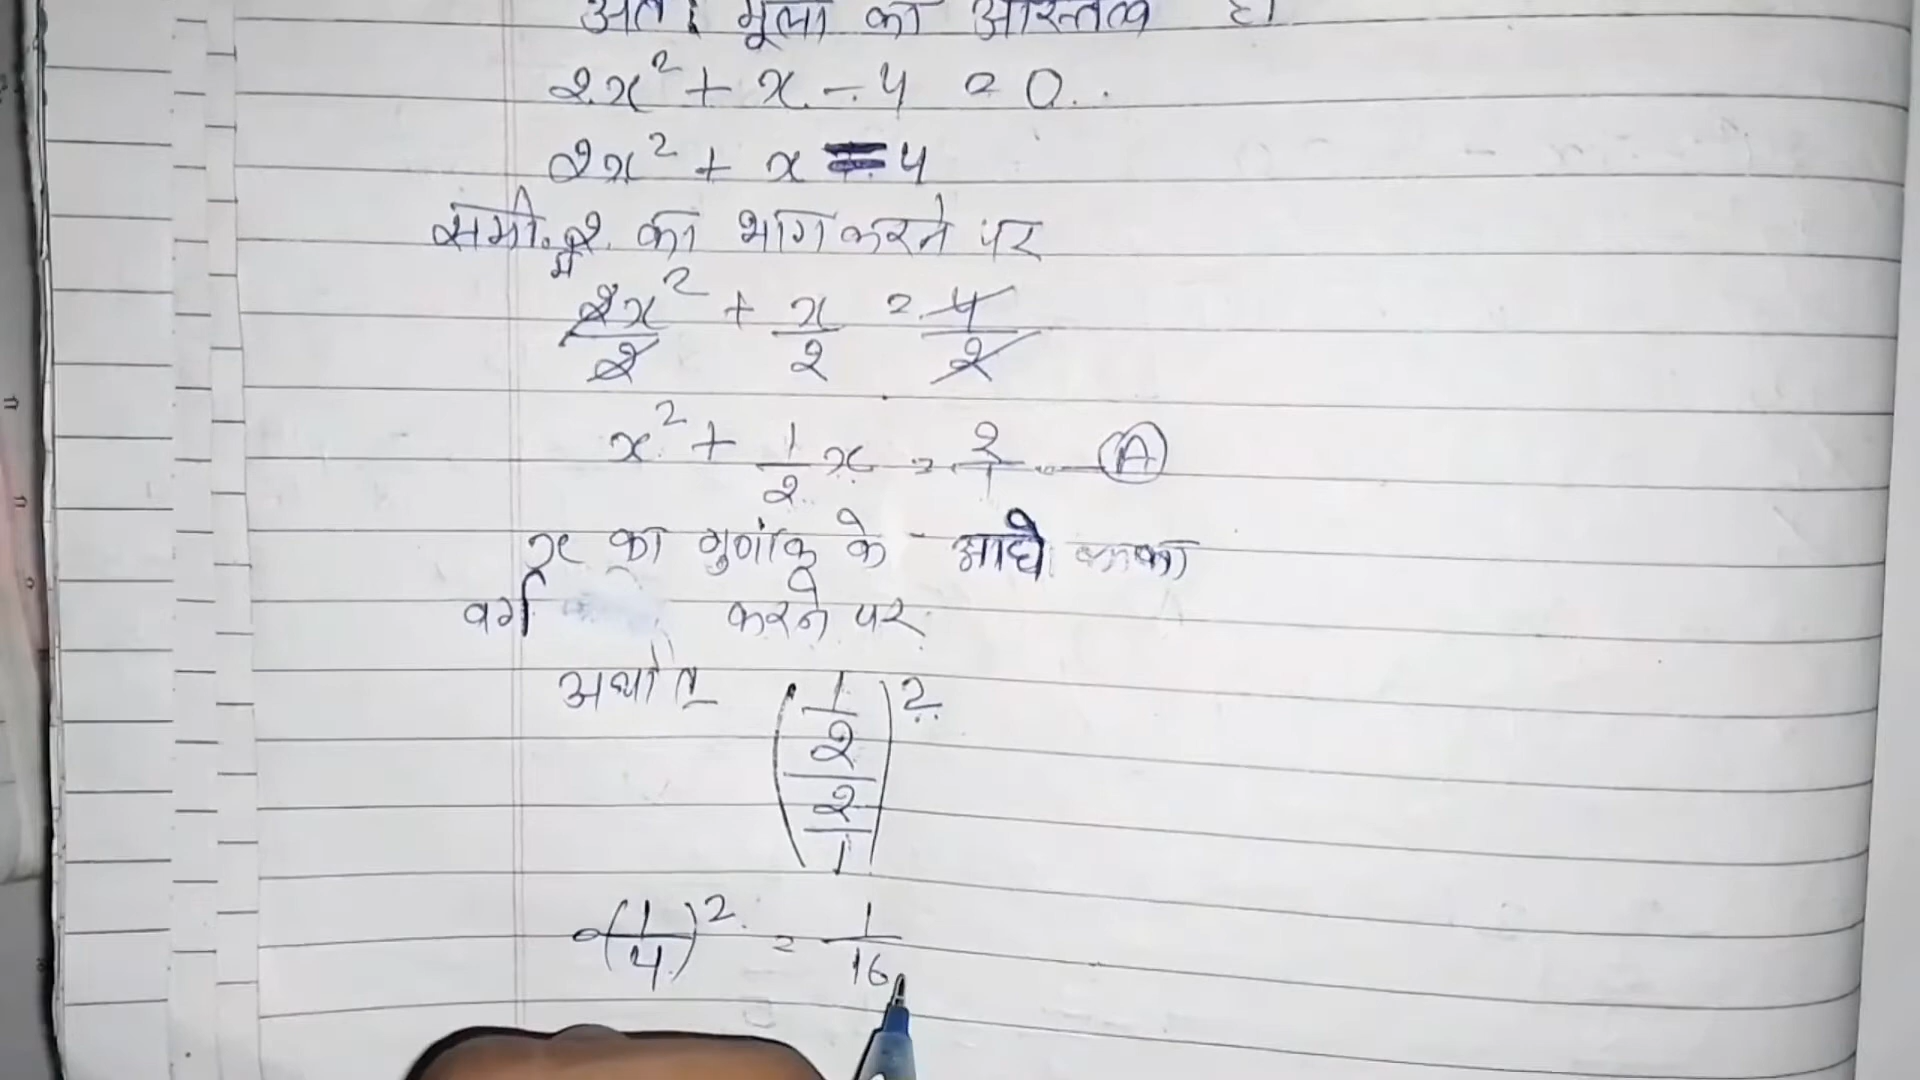 अतः मूलों का अस्तित्व है।
2x² + x - 4 = 0
2x² + x = 4
समी. में 2 का भाग करने पर
2x²/2 + x/2 = 4/2
x² + 1/2 x = 2/1 — (A)
x का गुणांक के आधे का
वर्ग करने पर
अर्थात् ((1/2)/(2/1))²
(1/4)² = 1/16